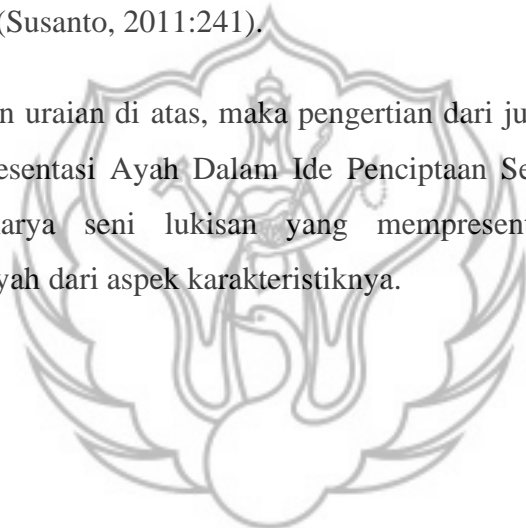 (Susanto, 2011:241).
n uraian di atas, maka pengertian dari ju
esentasi Ayah Dalam Ide Penciptaan Se
arya seni lukisan yang mempresent
yah dari aspek karakteristiknya.